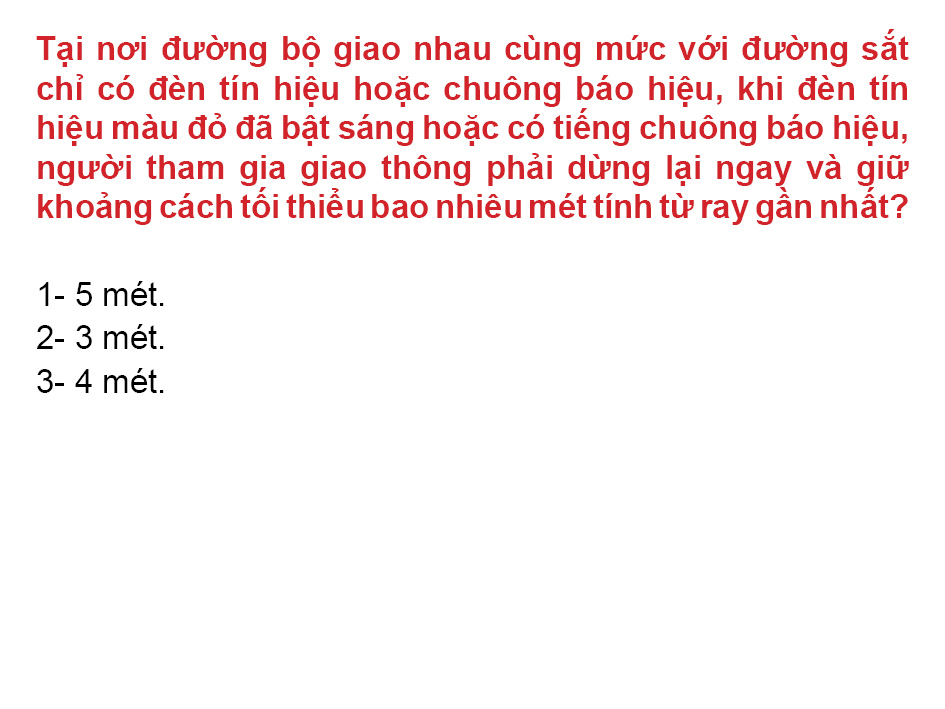 Tại nơi đường bộ giao nhau cùng mức với đường sắt
chỉ có đèn tín hiệu hoặc chuông báo hiệu, khi đèn tín
hiệu màu đỏ đã bật sáng hoặc có tiếng chuông báo hiệu,
người tham gia giao thông phải dừng lại ngay và giữ
khoảng cách tối thiểu bao nhiêu mét tính từ ray gần nhất?
1- 5 mét.
2- 3 mét.
3- 4 mét.